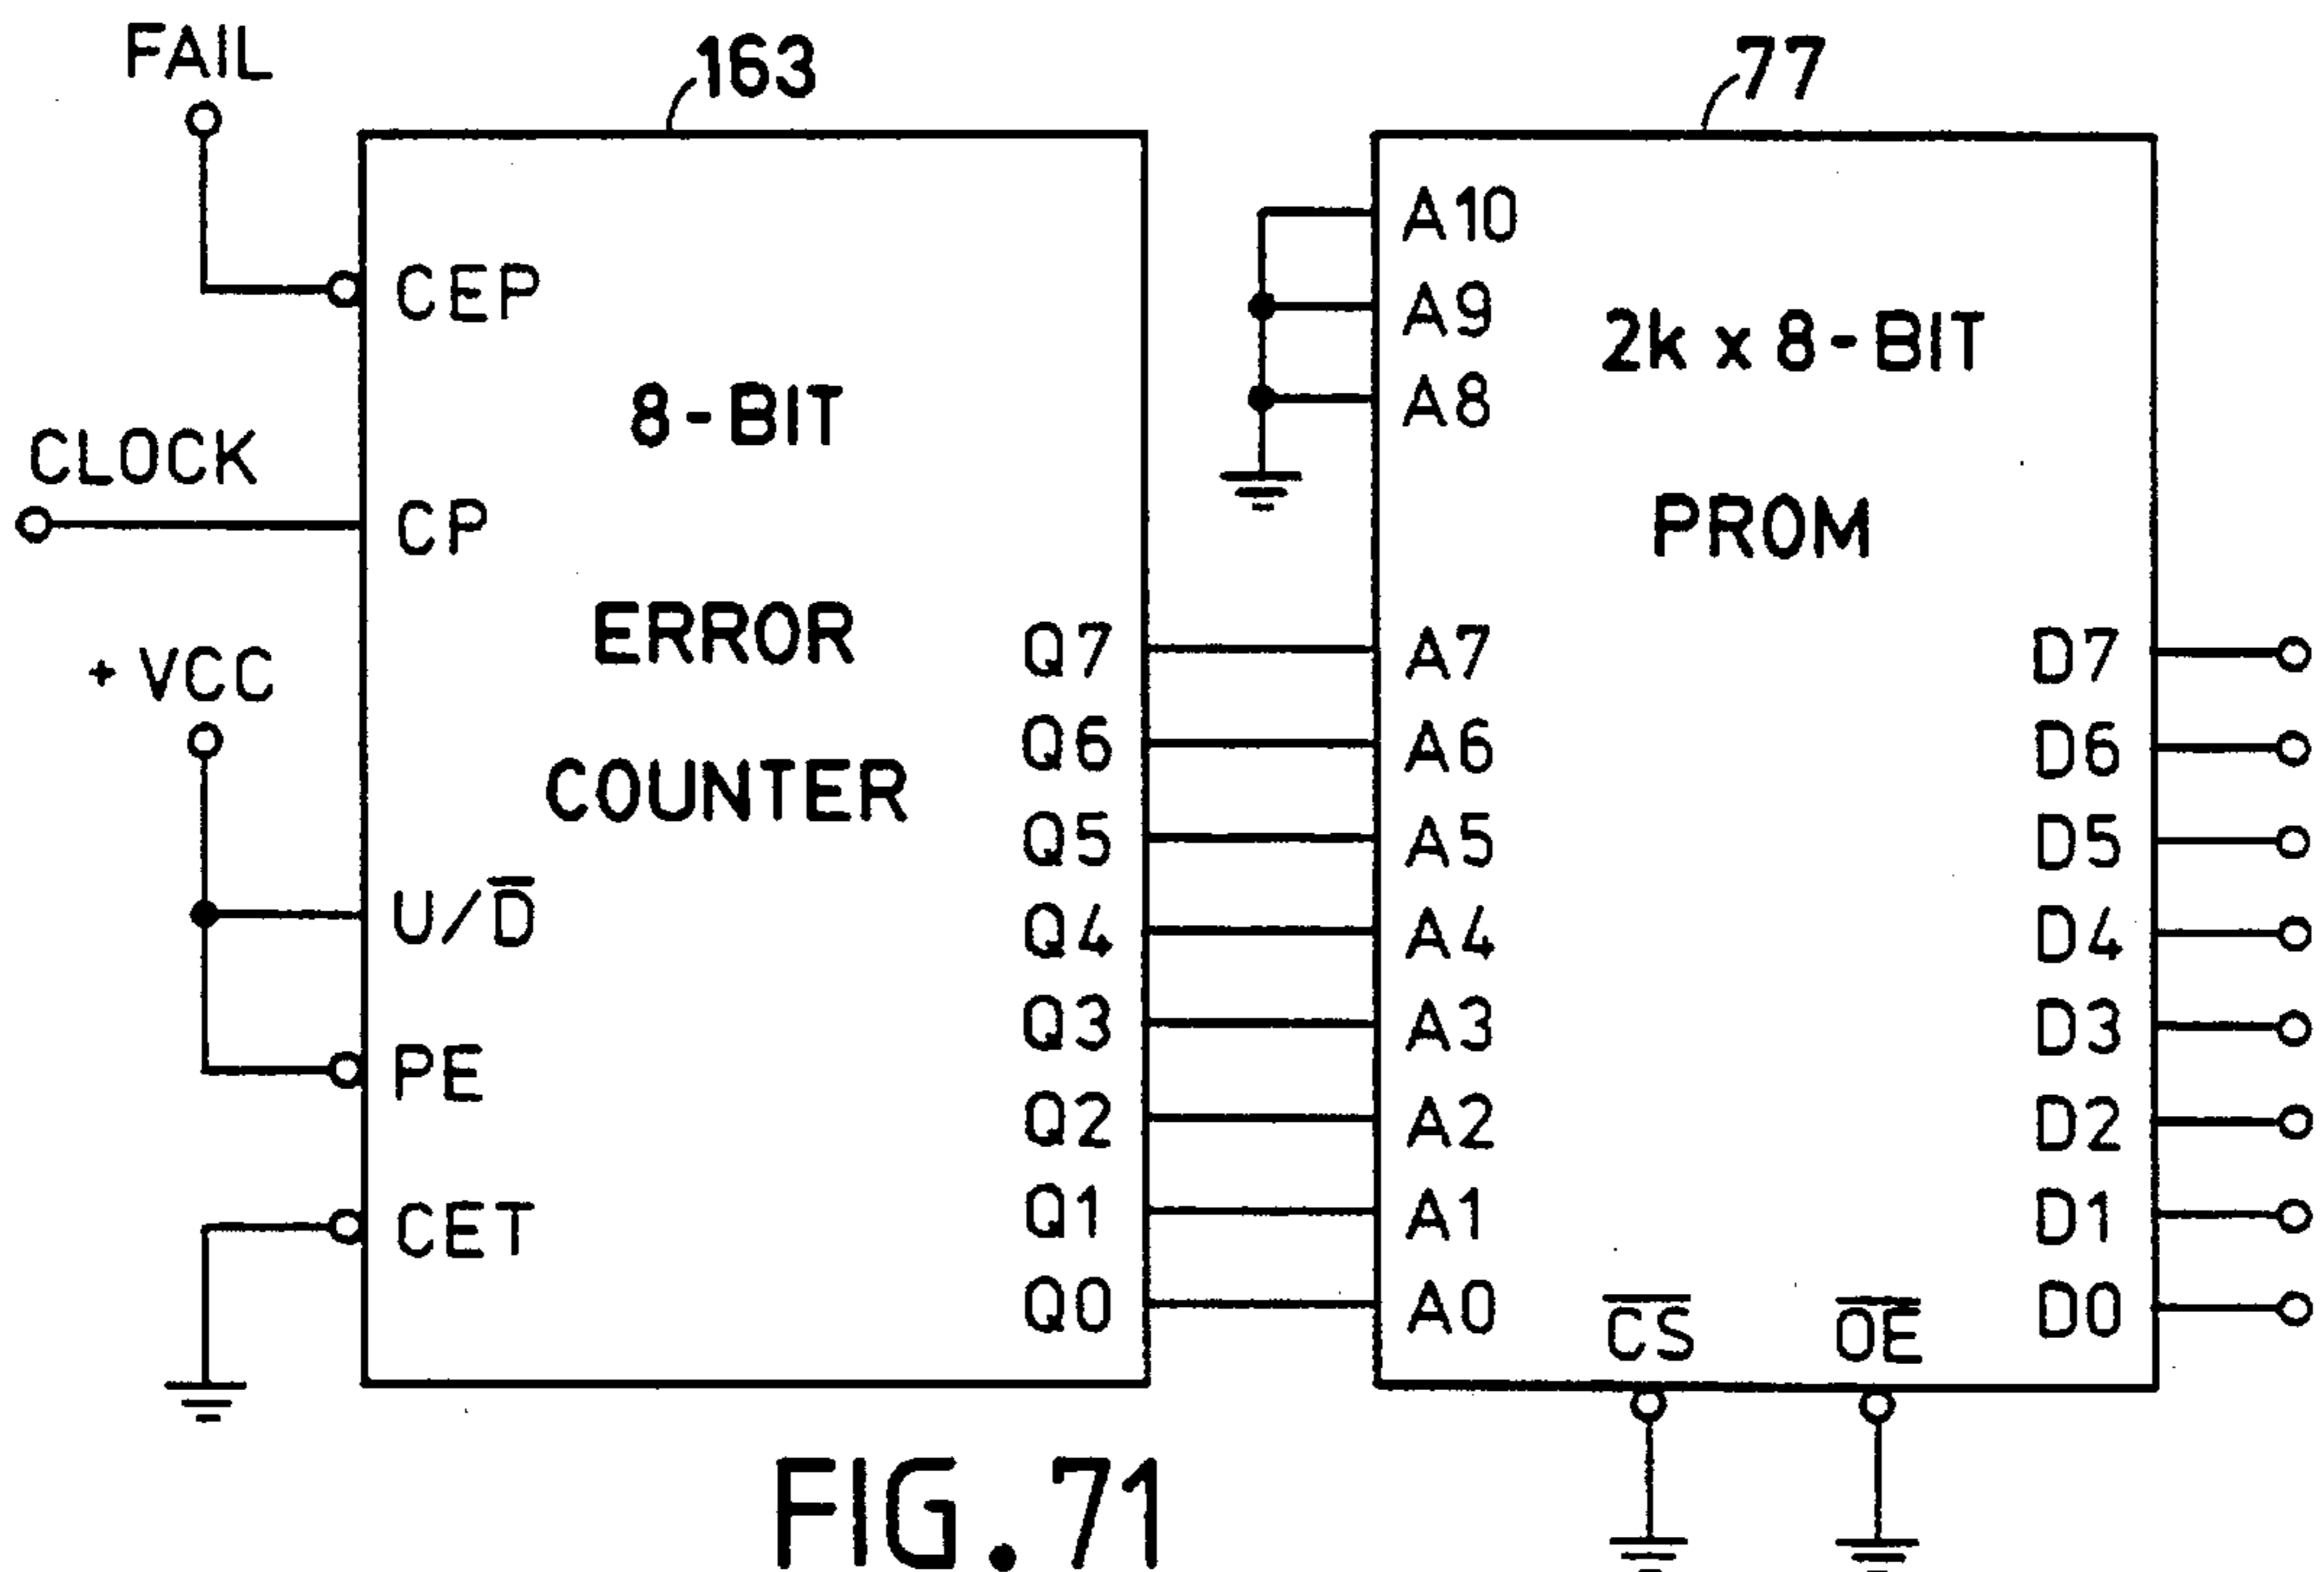 FAIL
163
77
CEP
8-BIT
CLOCK
CP
ERROR
+ VCC
COUNTER
U/D̅
PE
CET
Q7
Q6
Q5
Q4
Q3
Q2
Q1
Q0
A10
A9
A8
2k x 8-BIT
PROM
A7
A6
A5
A4
A3
A2
A1
A0
D7
D6
D5
D4
D3
D2
D1
D0
C̅S̅
O̅E̅
FIG. 71